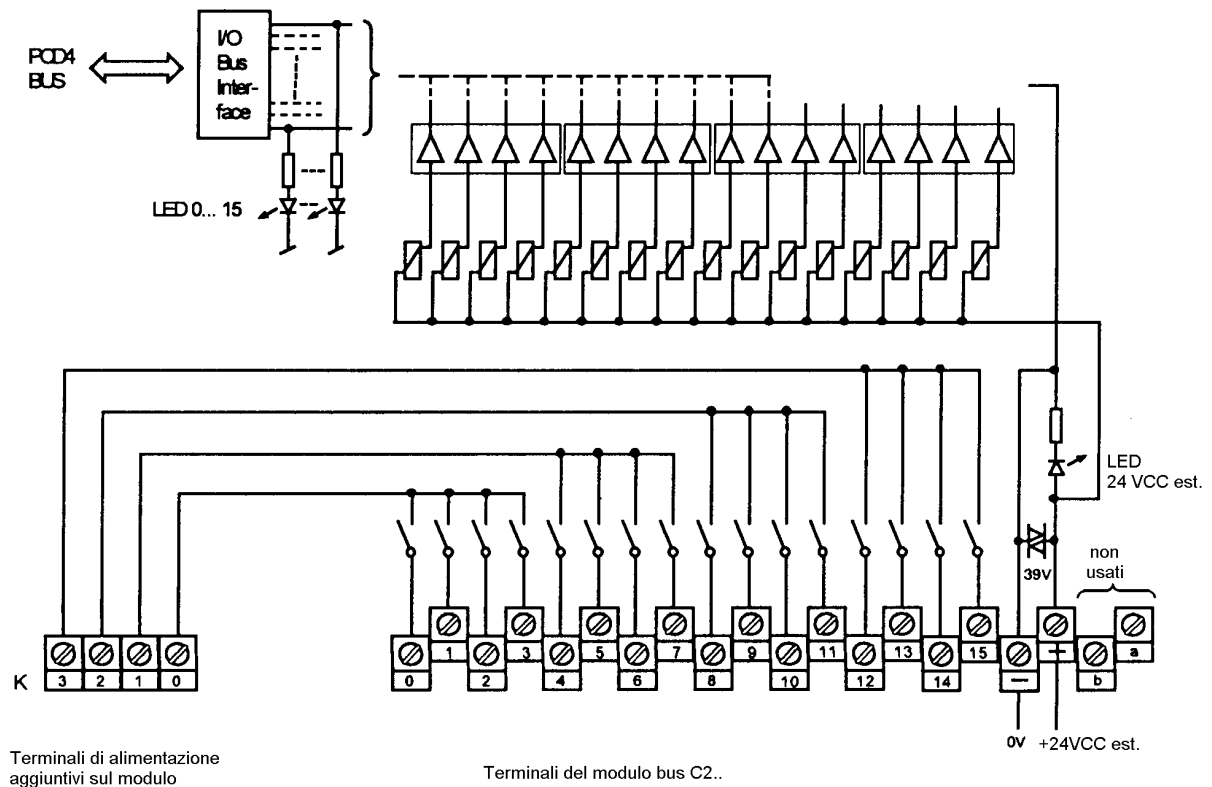 PCD4
BUS
I/O
Bus
Inter-
face
LED 0... 15
LED
24 VCC est.
39V
non
usati
K
3 2 1 0
0 1 2 3 4 5 6 7 8 9 10 11 12 13 14 15 — + b a
0V +24VCC est.
Terminali di alimentazione
aggiuntivi sul modulo
Terminali del modulo bus C2..